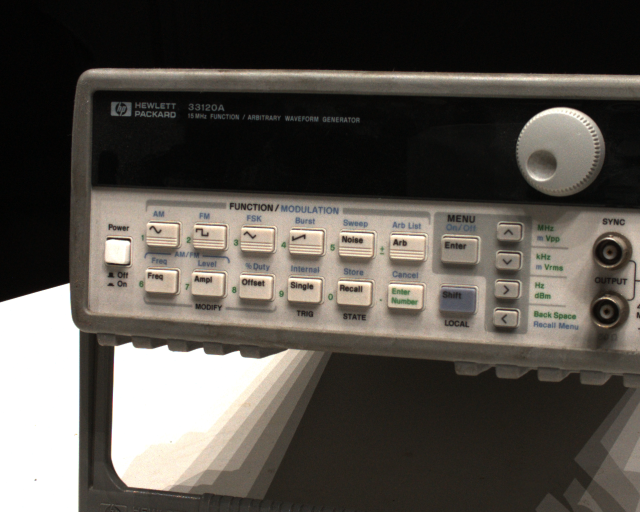 hp HEWLETT PACKARD 33120A
15 MHz FUNCTION / ARBITRARY WAVEFORM GENERATOR
FUNCTION/MODULATION
AM FM FSK Burst Sweep Arb List
MENU
On/Off
1 2 3 4 5 Noise ± Arb Enter
Power
AM/FM
Freq Level % Duty Internal Store Cancel
Off
On
6 Freq 7 Ampl 8 Offset 9 Single 0 Recall . Enter Number Shift
MODIFY TRIG STATE LOCAL
MHz
m Vpp
kHz
m Vrms
Hz
dBm
Back Space
Recall Menu
SYNC
OUTPUT